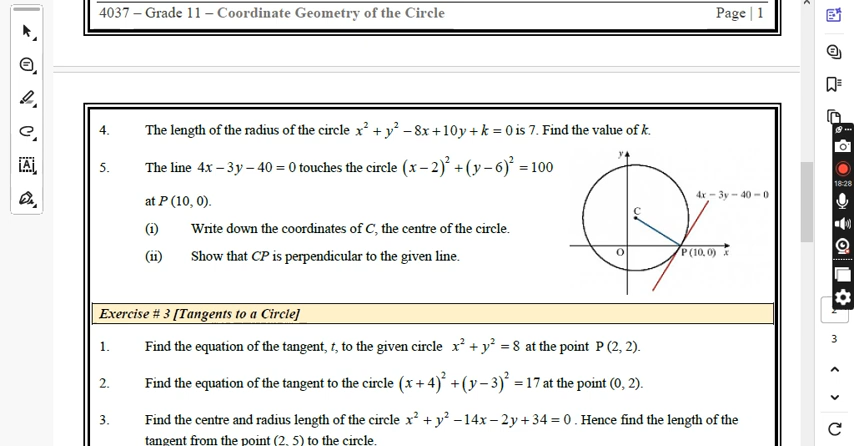 4037 – Grade 11 – Coordinate Geometry of the Circle Page | 1
4. The length of the radius of the circle x² + y² − 8x + 10y + k = 0 is 7. Find the value of k.
5. The line 4x − 3y − 40 = 0 touches the circle (x − 2)² + (y − 6)² = 100
at P (10, 0).
(i) Write down the coordinates of C, the centre of the circle.
(ii) Show that CP is perpendicular to the given line.
y
4x − 3y − 40 = 0
C
O
P (10, 0) x
Exercise # 3 [Tangents to a Circle]
1. Find the equation of the tangent, t, to the given circle x² + y² = 8 at the point P (2, 2).
2. Find the equation of the tangent to the circle (x + 4)² + (y − 3)² = 17 at the point (0, 2).
3. Find the centre and radius length of the circle x² + y² − 14x − 2y + 34 = 0 . Hence find the length of the
tangent from the point (2, 5) to the circle.
A
18:28
3